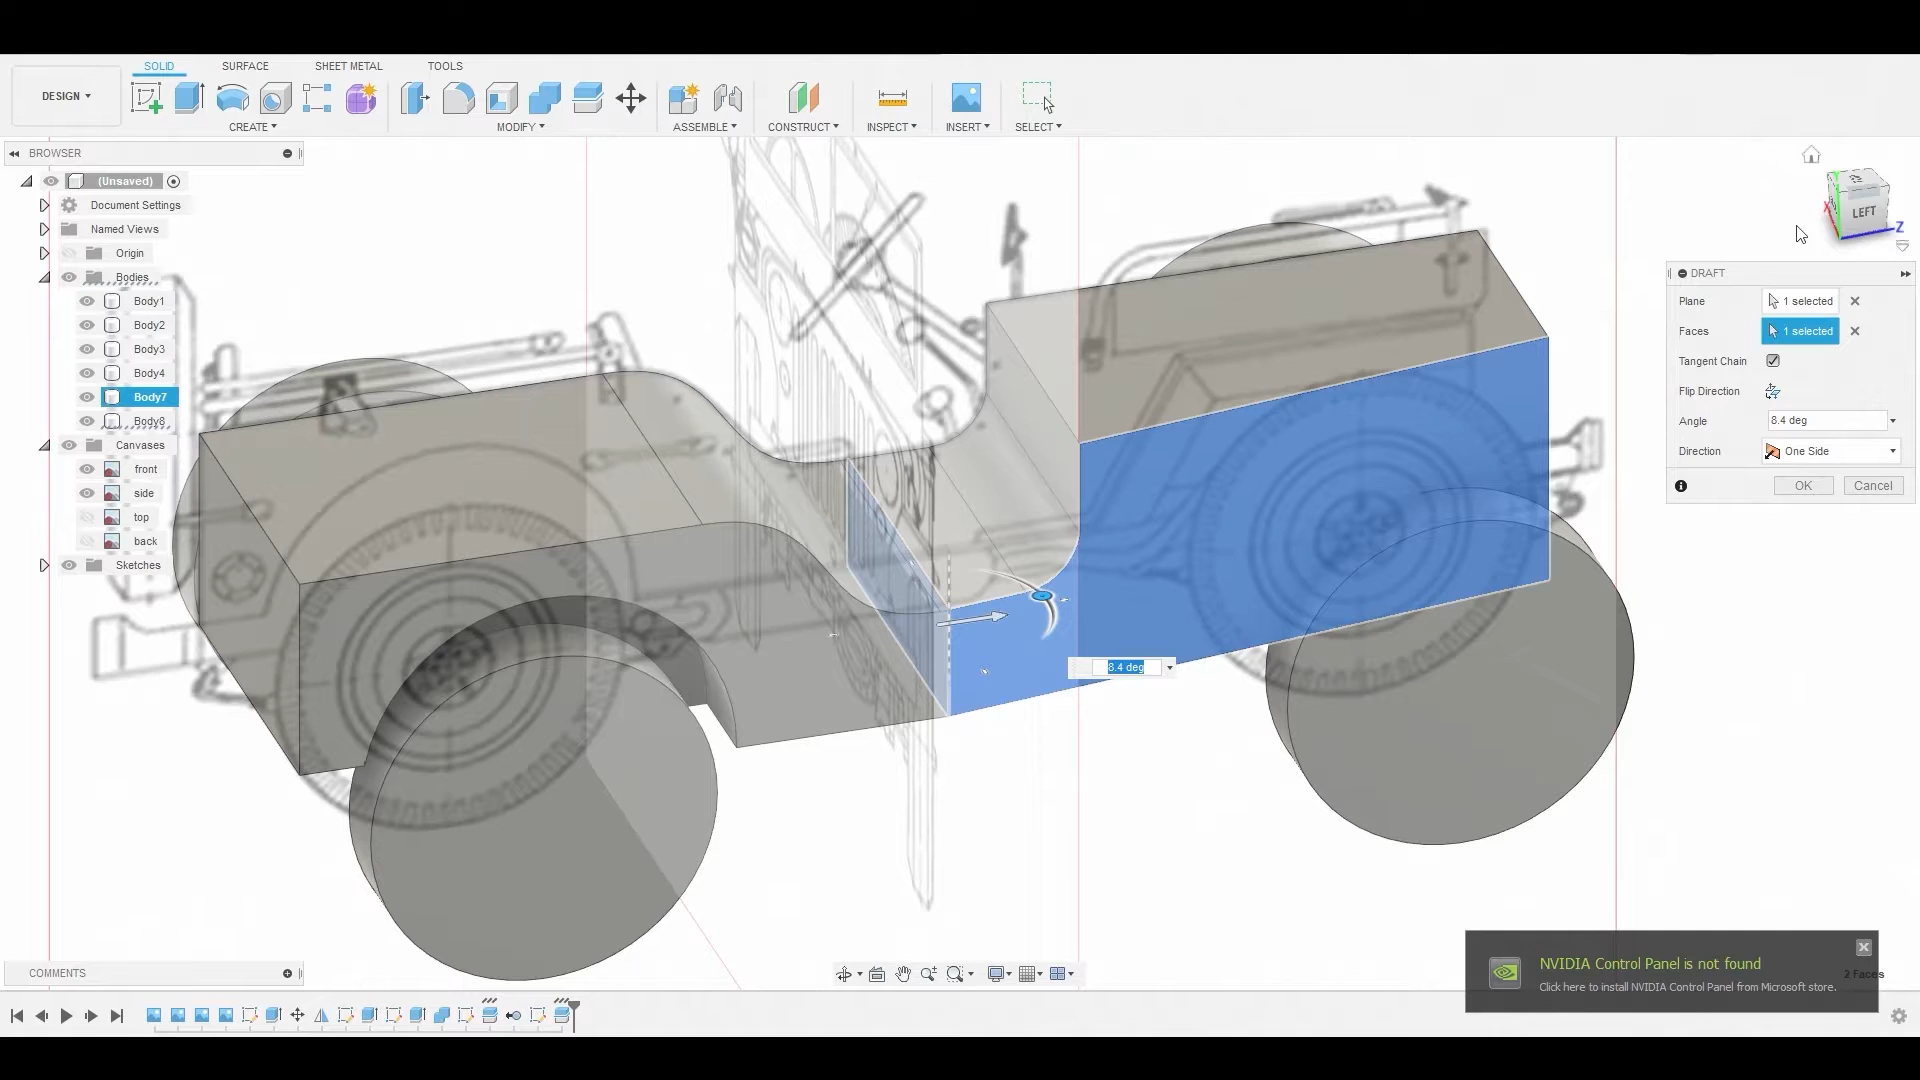 SOLID SURFACE SHEET METAL TOOLS
DESIGN
CREATE MODIFY ASSEMBLE CONSTRUCT INSPECT INSERT SELECT
BROWSER
(Unsaved)
Document Settings
Named Views
Origin
Bodies
Body1
Body2
Body3
Body4
Body7
Body8
Canvases
front
side
top
back
Sketches
LEFT
X
Y
Z
DRAFT
Plane 1 selected
Faces 1 selected
Tangent Chain
Flip Direction
Angle 8.4 deg
Direction One Side
OK Cancel
8.4 deg
NVIDIA Control Panel is not found
Click here to install NVIDIA Control Panel from Microsoft store.
2 Faces
COMMENTS